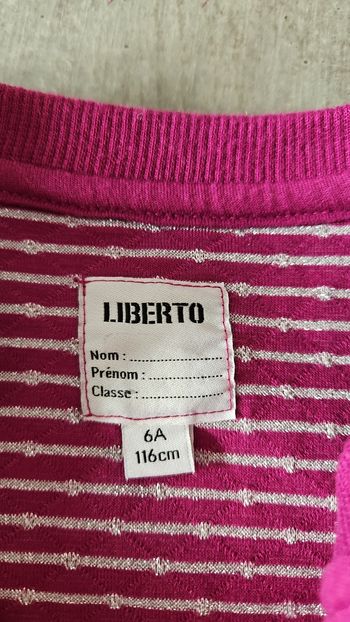 LIBERTO
Nom : ........................
Prénom : ...................
Classe : .....................
6A
116cm